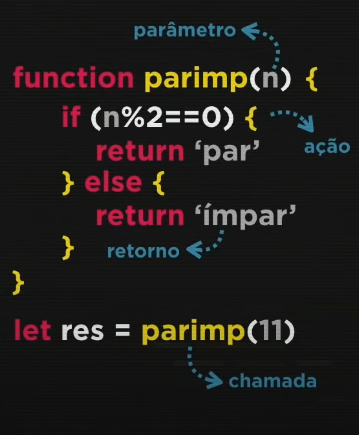 parâmetro
function parimp(n) {
if (n%2==0) {
return ‘par’
ação
} else {
return ‘ímpar’
}
retorno
}
let res = parimp(11)
chamada